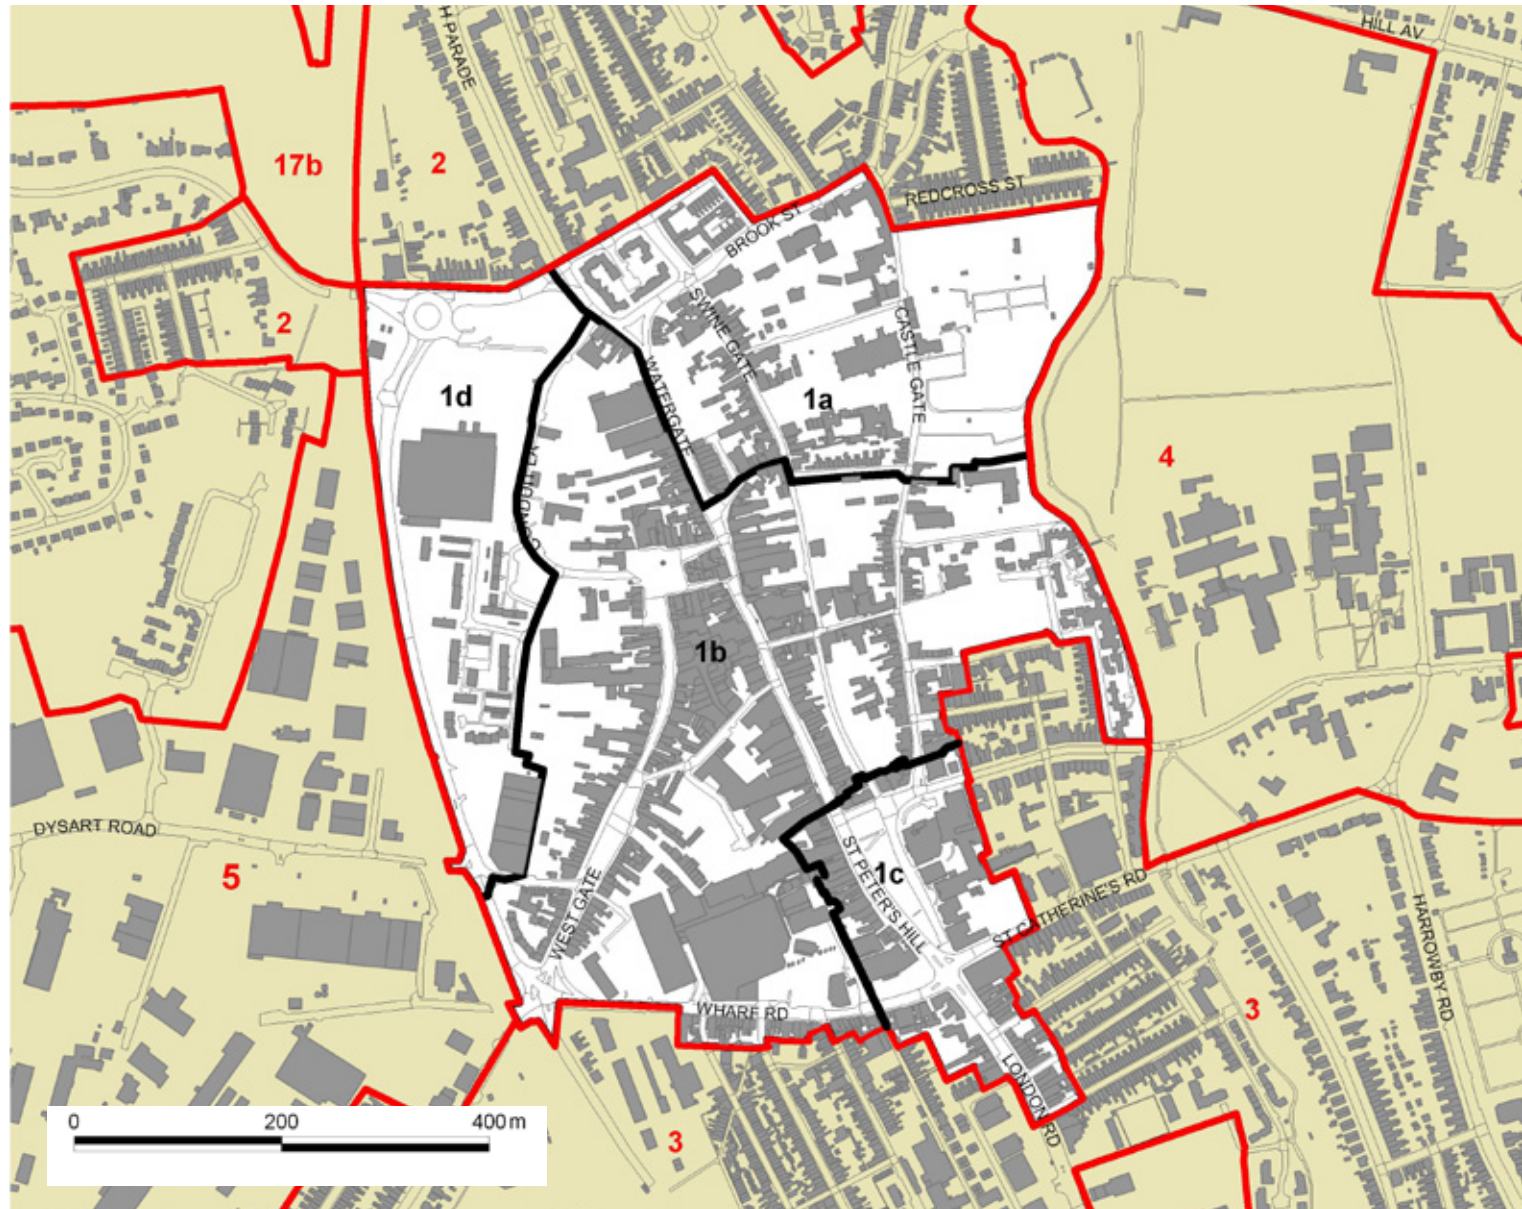 HILL AV
H PARADE
17b
2
REDCROSS ST
BROOK ST
SWINE GATE
2
CASTLE GATE
WATERGATE
1d
1a
4
1b
DYSART ROAD
5
ST PETER'S HILL
1c
WEST GATE
ST CATHERINE'S RD
HARROWBY RD
WHARF RD
3
LONDON RD
0 200 400 m
3